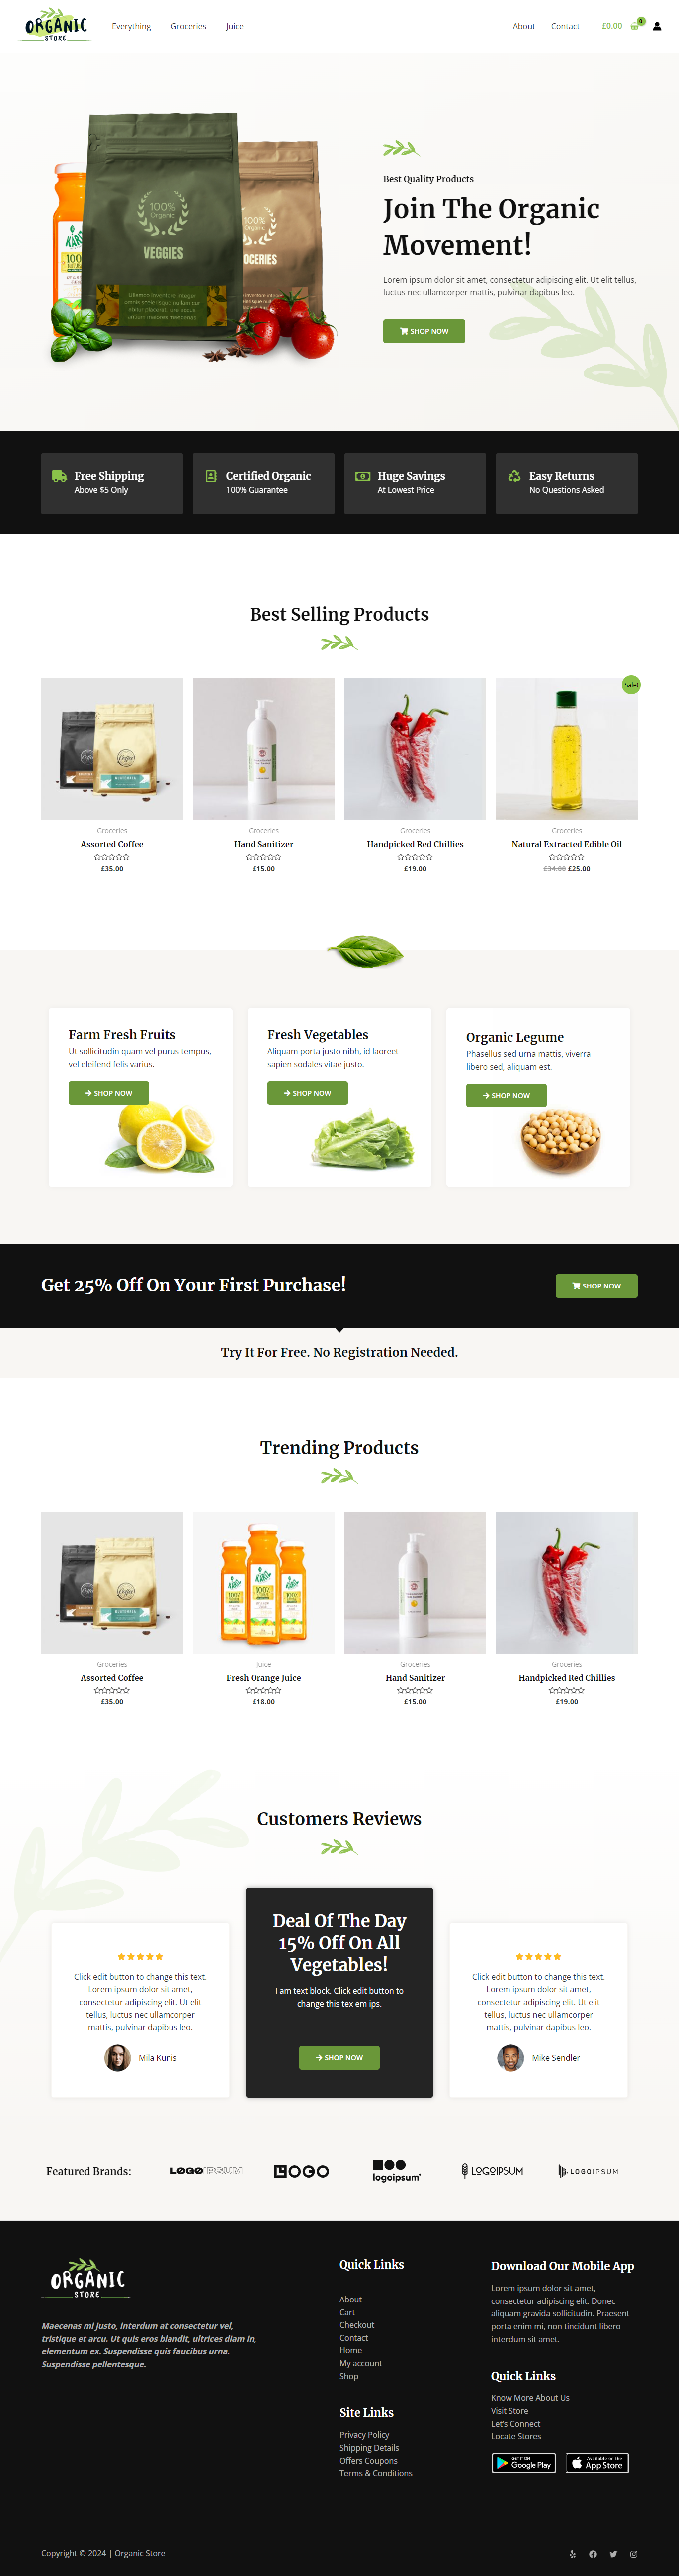 ORGANIC
STORE
Everything
Groceries
Juice
About
Contact
£0.00
0
100%
Organic
VEGGIES
100%
Organic
Best Quality Products
Join The Organic
Movement!
Lorem ipsum dolor sit amet, consectetur adipiscing elit. Ut elit tellus,
luctus nec ullamcorper mattis, pulvinar dapibus leo.
SHOP NOW
Free Shipping
Above $5 Only
Certified Organic
100% Guarantee
Huge Savings
At Lowest Price
Easy Returns
No Questions Asked
Best Selling Products
Groceries
Assorted Coffee
£35.00
Groceries
Hand Sanitizer
£15.00
Groceries
Handpicked Red Chillies
£19.00
Sale!
Groceries
Natural Extracted Edible Oil
£34.00 £25.00
Farm Fresh Fruits
Ut sollicitudin quam vel purus tempus,
vel eleifend felis varius.
SHOP NOW
Fresh Vegetables
Aliquam porta justo nibh, id laoreet
sapien sodales vitae justo.
SHOP NOW
Organic Legume
Phasellus sed urna mattis, viverra
libero sed, aliquam est.
SHOP NOW
Get 25% Off On Your First Purchase!
SHOP NOW
Try It For Free. No Registration Needed.
Trending Products
Groceries
Assorted Coffee
£35.00
Juice
Fresh Orange Juice
£18.00
Groceries
Hand Sanitizer
£15.00
Groceries
Handpicked Red Chillies
£19.00
Customers Reviews
Click edit button to change this text.
Lorem ipsum dolor sit amet,
consectetur adipiscing elit. Ut elit
tellus, luctus nec ullamcorper
mattis, pulvinar dapibus leo.
Mila Kunis
Deal Of The Day
15% Off On All
Vegetables!
I am text block. Click edit button to
change this tex em ips.
SHOP NOW
Click edit button to change this text.
Lorem ipsum dolor sit amet,
consectetur adipiscing elit. Ut elit
tellus, luctus nec ullamcorper
mattis, pulvinar dapibus leo.
Mike Sendler
Featured Brands:
LOGOIPSUM
LOGO
logoipsum
LOGOIPSUM
LOGOIPSUM
ORGANIC
STORE
Maecenas mi justo, interdum at consectetur vel,
tristique et arcu. Ut quis eros blandit, ultrices diam in,
elementum ex. Suspendisse quis faucibus urna.
Suspendisse pellentesque.
Quick Links
About
Cart
Checkout
Contact
Home
My account
Shop
Site Links
Privacy Policy
Shipping Details
Offers Coupons
Terms & Conditions
Download Our Mobile App
Lorem ipsum dolor sit amet,
consectetur adipiscing elit. Donec
aliquam gravida sollicitudin. Praesent
porta enim mi, non tincidunt libero
interdum sit amet.
Quick Links
Know More About Us
Visit Store
Let's Connect
Locate Stores
GET IT ON
Google Play
Available on the
App Store
Copyright © 2024 | Organic Store